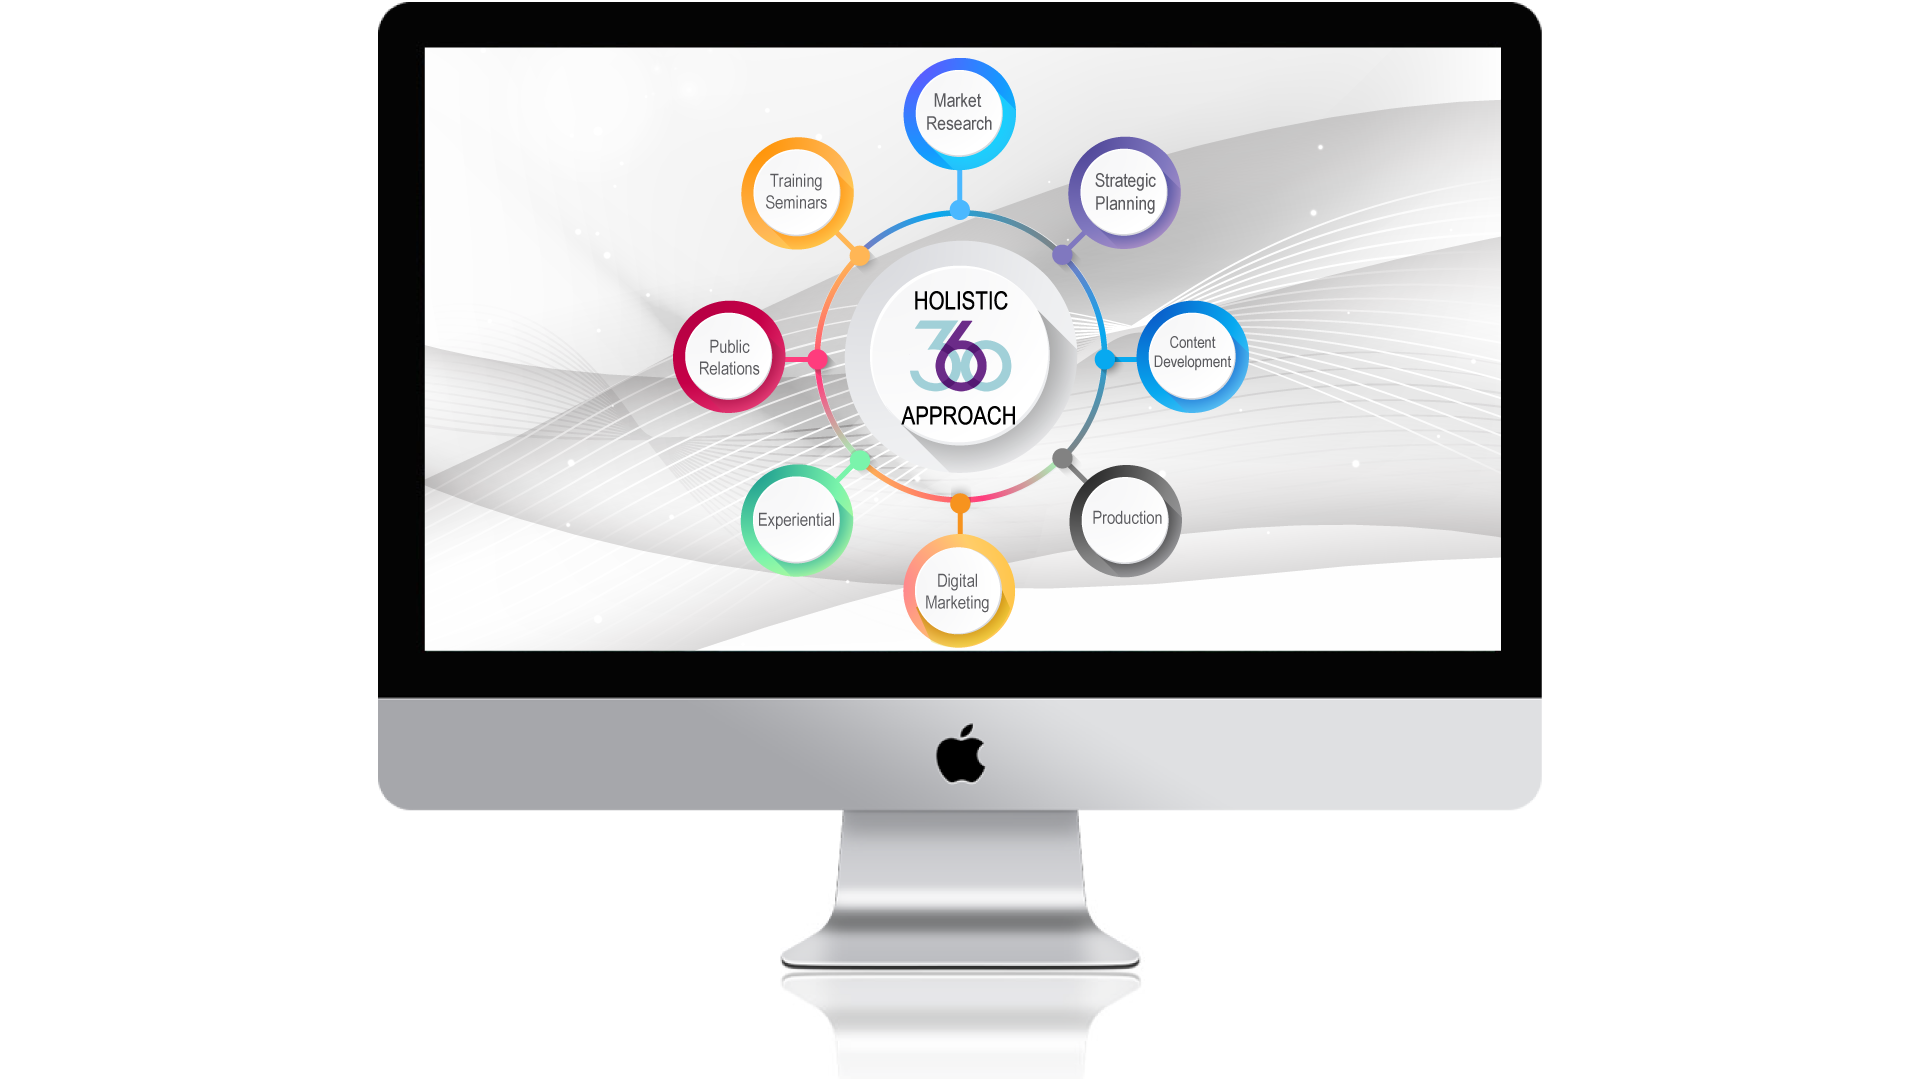 Market
Research
Training
Seminars
Strategic
Planning
HOLISTIC
360
APPROACH
Public
Relations
Content
Development
Experiential
Production
Digital
Marketing